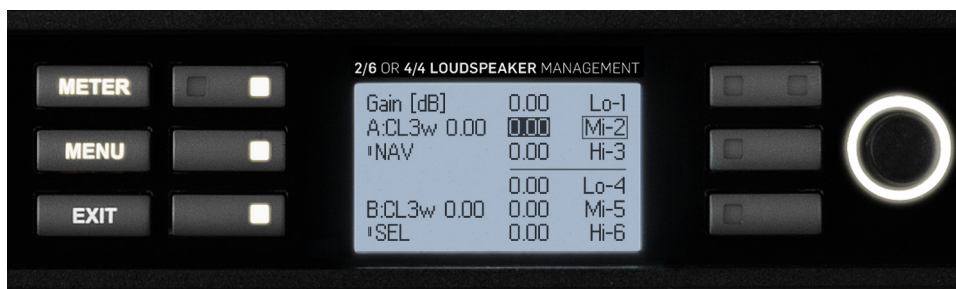 METER
MENU
EXIT
2/6 OR 4/4 LOUDSPEAKER MANAGEMENT
Gain [dB] 0.00 Lo-1
A:CL3w 0.00 0.00 Mi-2
NAV 0.00 Hi-3
0.00 Lo-4
B:CL3w 0.00 0.00 Mi-5
SEL 0.00 Hi-6